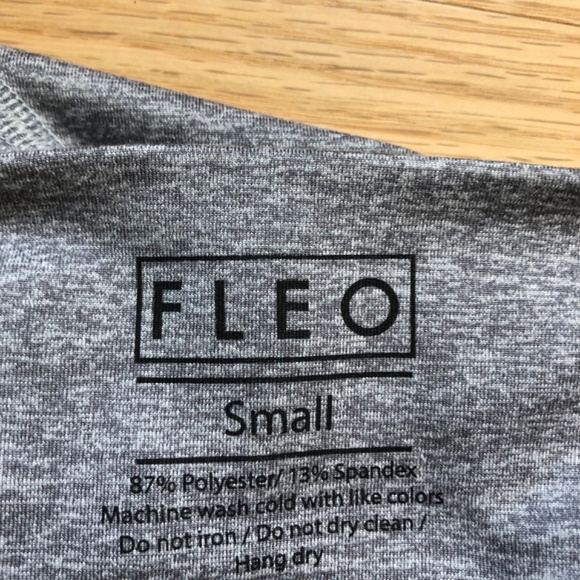 FLEO
Small
87% Polyester/ 13% Spandex
Machine wash cold with like colors
Do not iron / Do not dry clean /
Hang dry